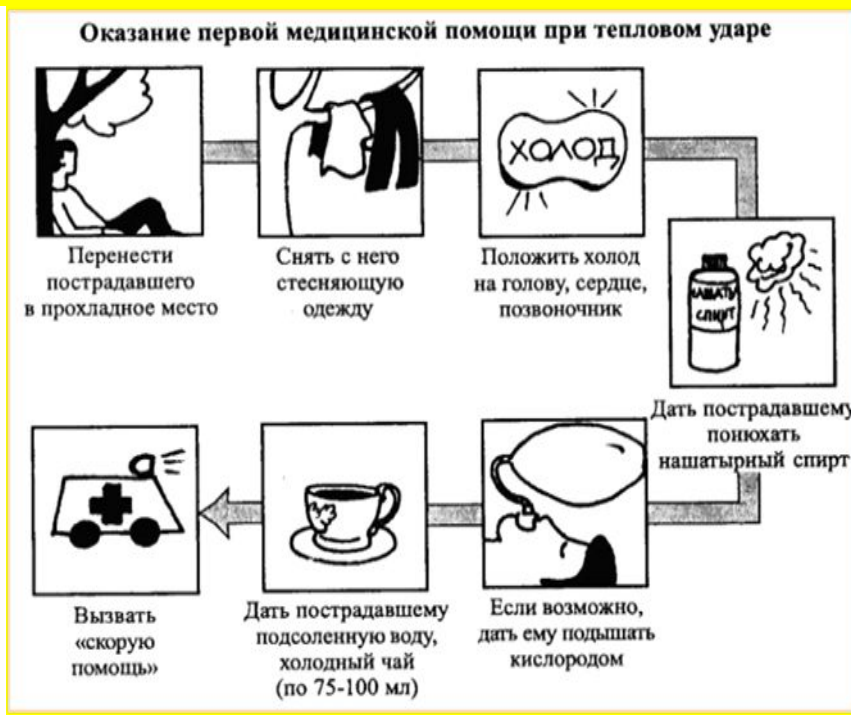 Оказание первой медицинской помощи при тепловом ударе
Перенести
пострадавшего
в прохладное место
Снять с него
стесняющую
одежду
ХОЛОД
Положить холод
на голову, сердце,
позвоночник
НАШАТЫ
СПИРТ
Дать пострадавшему
понюхать
нашатырный спирт
Если возможно,
дать ему подышать
кислородом
Дать пострадавшему
подсоленную воду,
холодный чай
(по 75-100 мл)
Вызвать
«скорую
помощь»